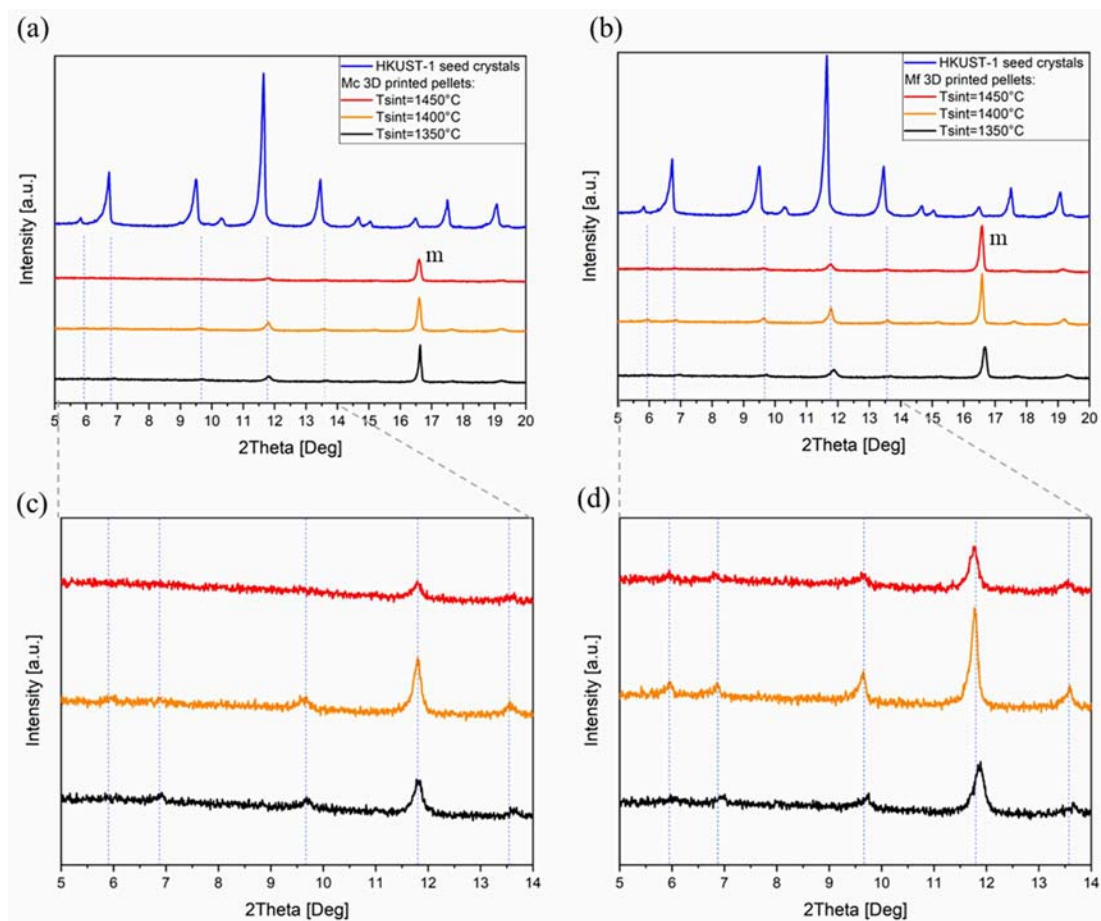 (a)
HKUST-1 seed crystals
Mc 3D printed pellets:
Tsint=1450°C
Tsint=1400°C
Tsint=1350°C
m
Intensity [a.u.]
5 6 7 8 9 10 11 12 13 14 15 16 17 18 19 20
2Theta [Deg]
(b)
HKUST-1 seed crystals
Mf 3D printed pellets:
Tsint=1450°C
Tsint=1400°C
Tsint=1350°C
m
Intensity [a.u.]
5 6 7 8 9 10 11 12 13 14 15 16 17 18 19 20
2Theta [Deg]
(c)
Intensity [a.u.]
5 6 7 8 9 10 11 12 13 14
2Theta [Deg]
(d)
Intensity [a.u.]
5 6 7 8 9 10 11 12 13 14
2Theta [Deg]